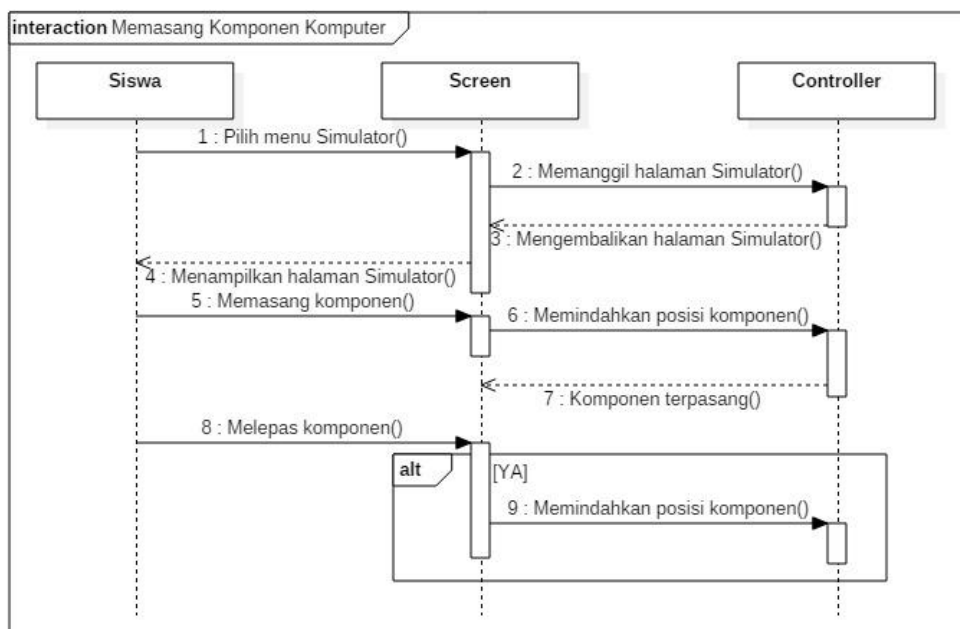 interaction Memasang Komponen Komputer
Siswa
Screen
Controller
1 : Pilih menu Simulator()
2 : Memanggil halaman Simulator()
3 : Mengembalikan halaman Simulator()
4 : Menampilkan halaman Simulator()
5 : Memasang komponen()
6 : Memindahkan posisi komponen()
7 : Komponen terpasang()
8 : Melepas komponen()
alt
[YA]
9 : Memindahkan posisi komponen()